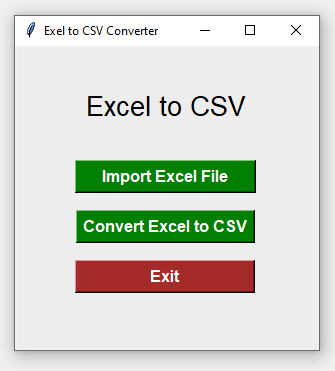 Exel to CSV Converter
Excel to CSV
Import Excel File
Convert Excel to CSV
Exit